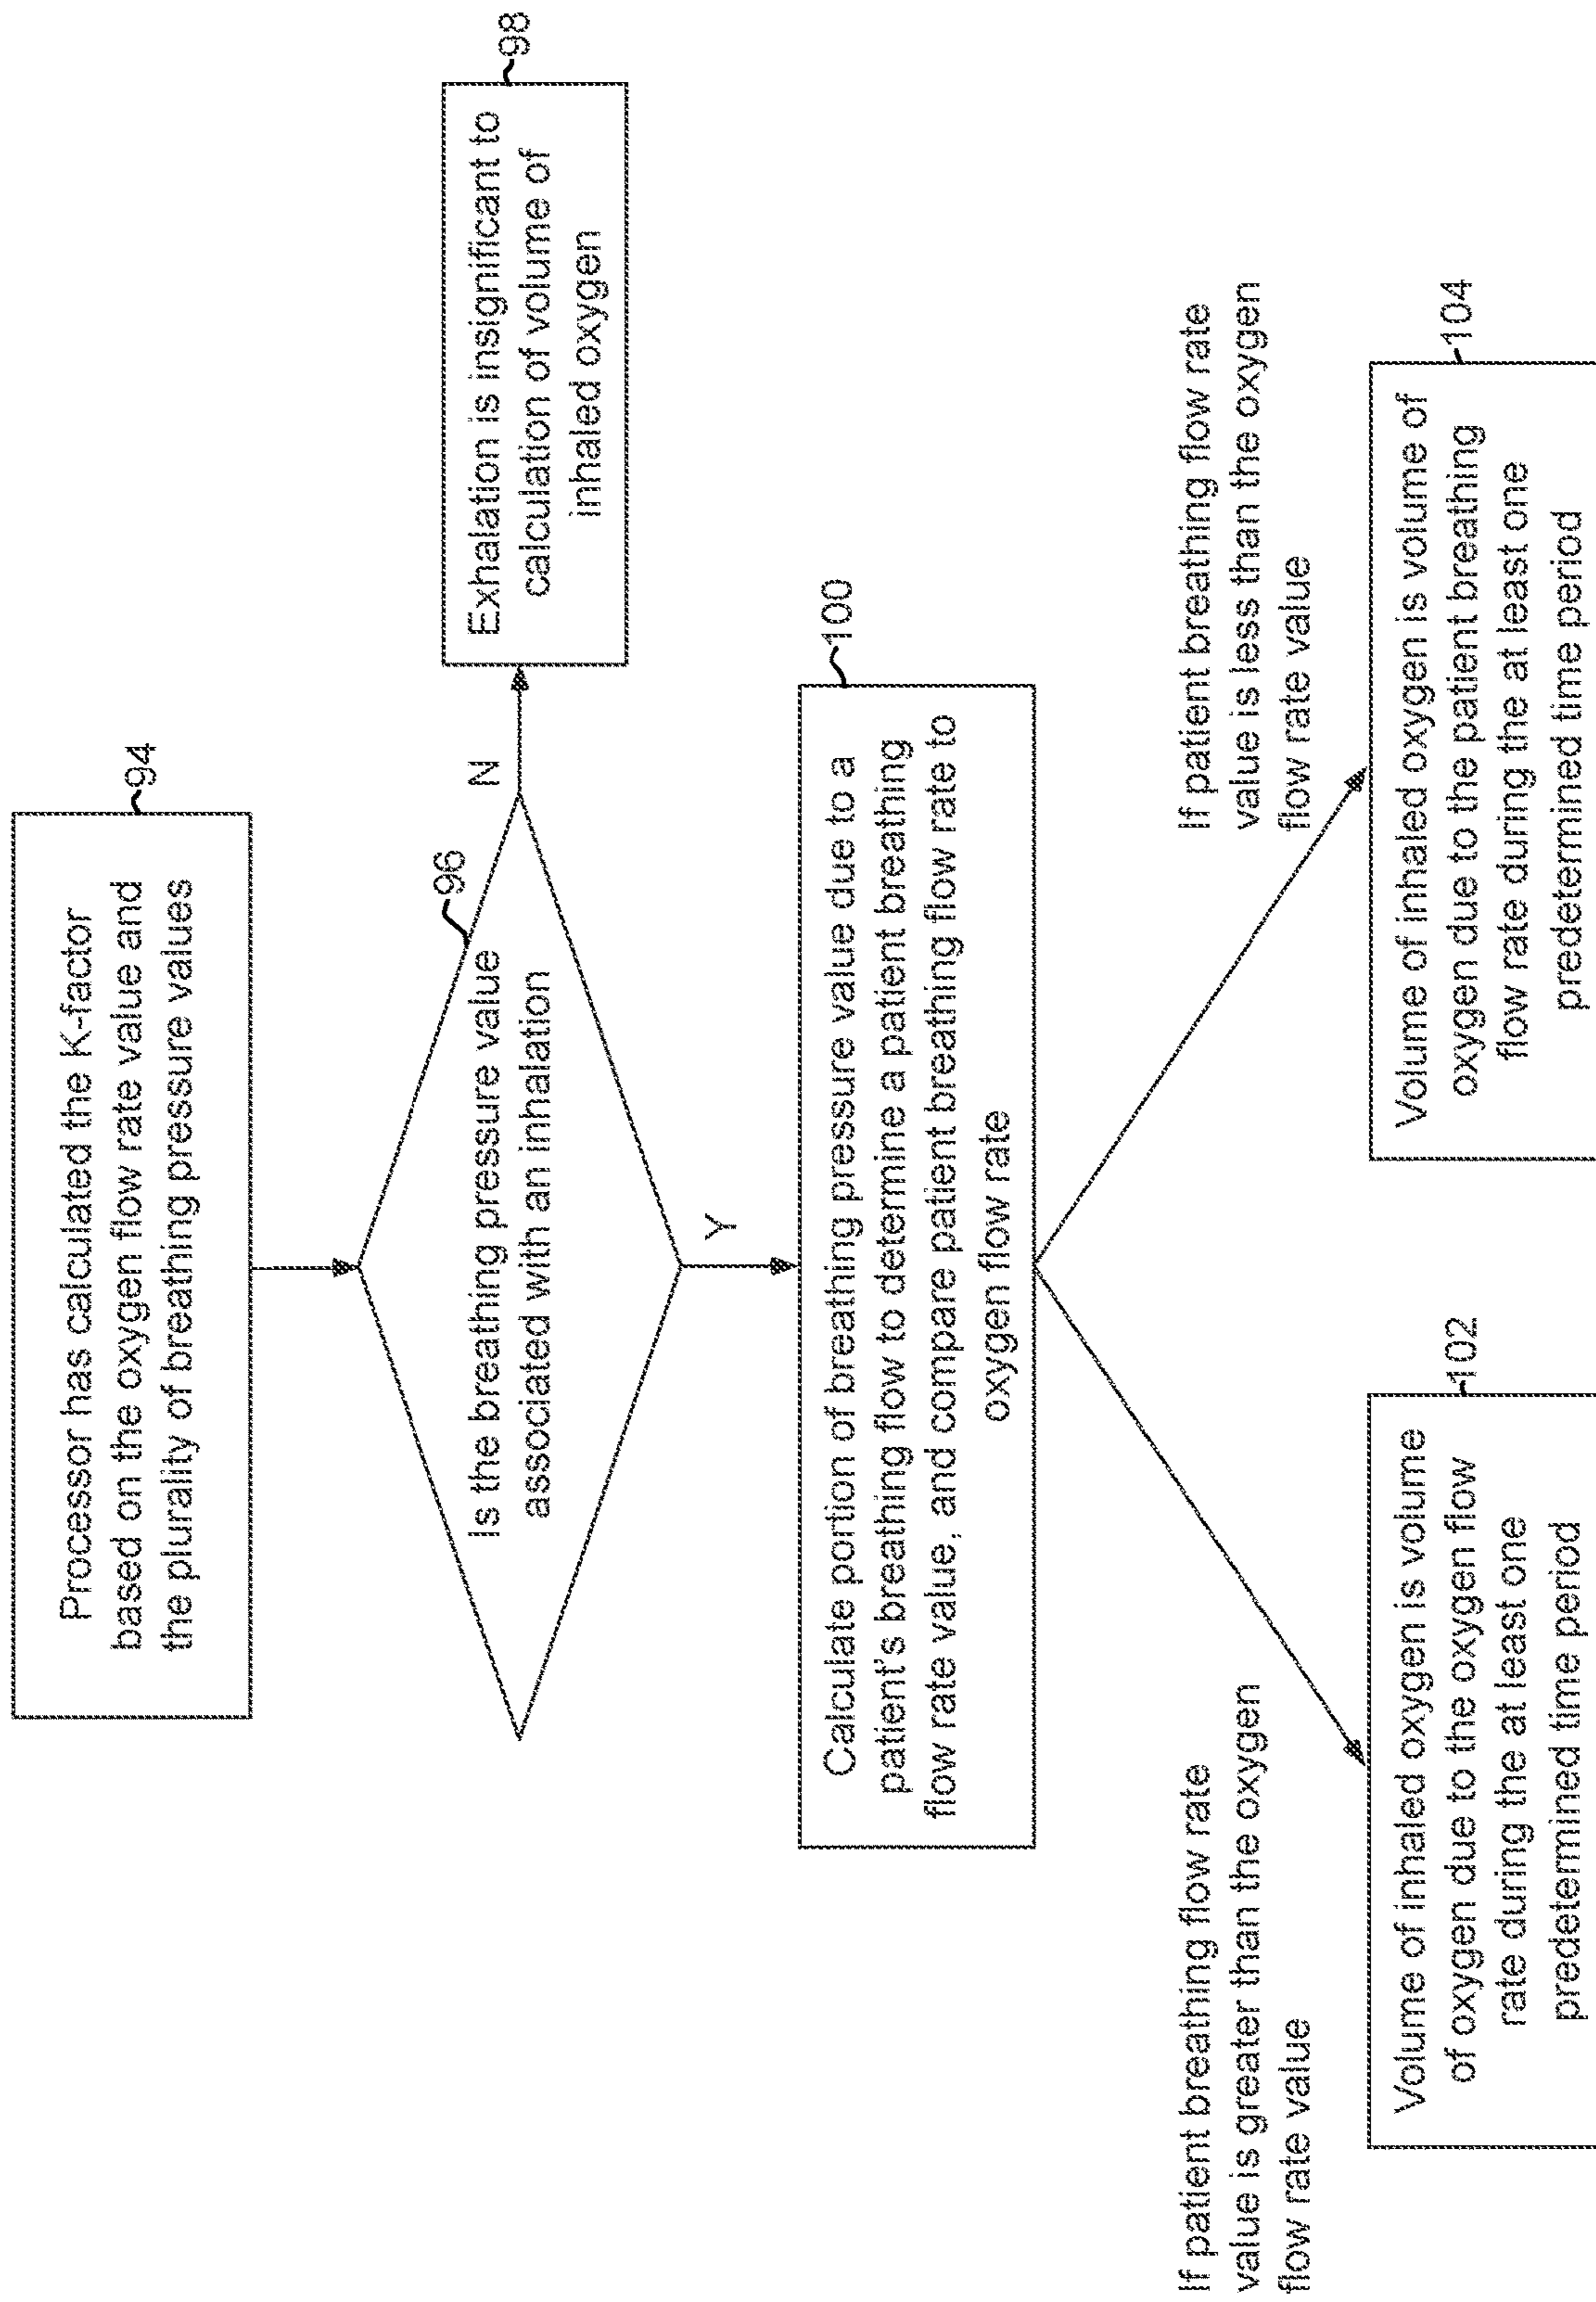 94
Processor has calculated the K-factor
based on the oxygen flow rate value and
the plurality of breathing pressure values
96
Is the breathing pressure value
associated with an inhalation
N
98
Exhalation is insignificant to
calculation of volume of
inhaled oxygen
Y
100
Calculate portion of breathing pressure value due to a
patient's breathing flow to determine a patient breathing
flow rate value, and compare patient breathing flow rate to
oxygen flow rate
If patient breathing flow rate
value is greater than the oxygen
flow rate value
If patient breathing flow rate
value is less than the oxygen
flow rate value
102
Volume of inhaled oxygen is volume
of oxygen due to the oxygen flow
rate during the at least one
predetermined time period
104
Volume of inhaled oxygen is volume of
oxygen due to the patient breathing
flow rate during the at least one
predetermined time period